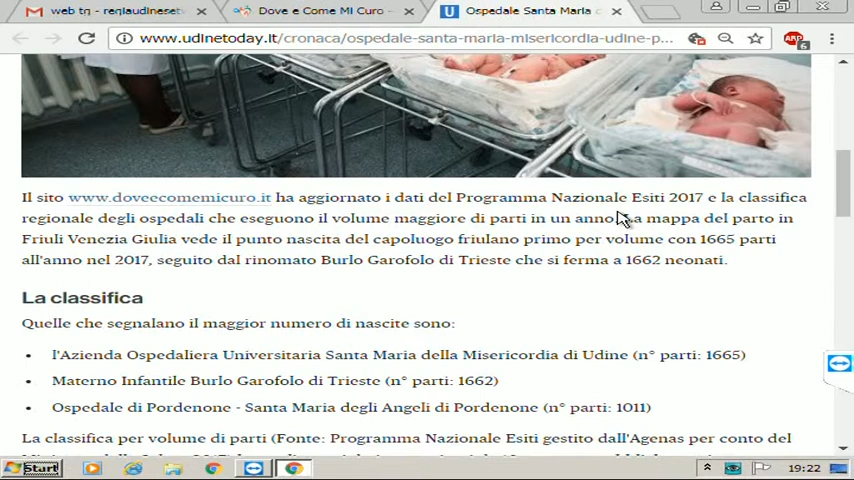 web tg - regiaudineset
Dove e Come Mi Curo -
Ospedale Santa Maria
www.udinetoday.it/cronaca/ospedale-santa-maria-misericordia-udine-p...
ABP
6
Il sito www.doveecomemicuro.it ha aggiornato i dati del Programma Nazionale Esiti 2017 e la classifica
regionale degli ospedali che eseguono il volume maggiore di parti in un anno. La mappa del parto in
Friuli Venezia Giulia vede il punto nascita del capoluogo friulano primo per volume con 1665 parti
all'anno nel 2017, seguito dal rinomato Burlo Garofolo di Trieste che si ferma a 1662 neonati.
La classifica
Quelle che segnalano il maggior numero di nascite sono:
• l'Azienda Ospedaliera Universitaria Santa Maria della Misericordia di Udine (n° parti: 1665)
• Materno Infantile Burlo Garofolo di Trieste (n° parti: 1662)
• Ospedale di Pordenone - Santa Maria degli Angeli di Pordenone (n° parti: 1011)
La classifica per volume di parti (Fonte: Programma Nazionale Esiti gestito dall'Agenas per conto del
Start
19:22